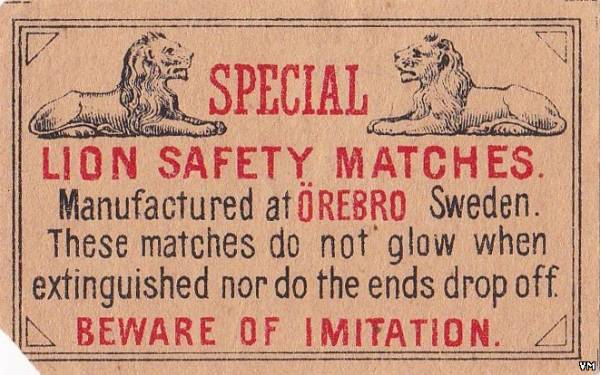 SPECIAL
LION SAFETY MATCHES.
Manufactured at ÖREBRO Sweden.
These matches do not glow when
extinguished nor do the ends drop off.
BEWARE OF IMITATION.
VM